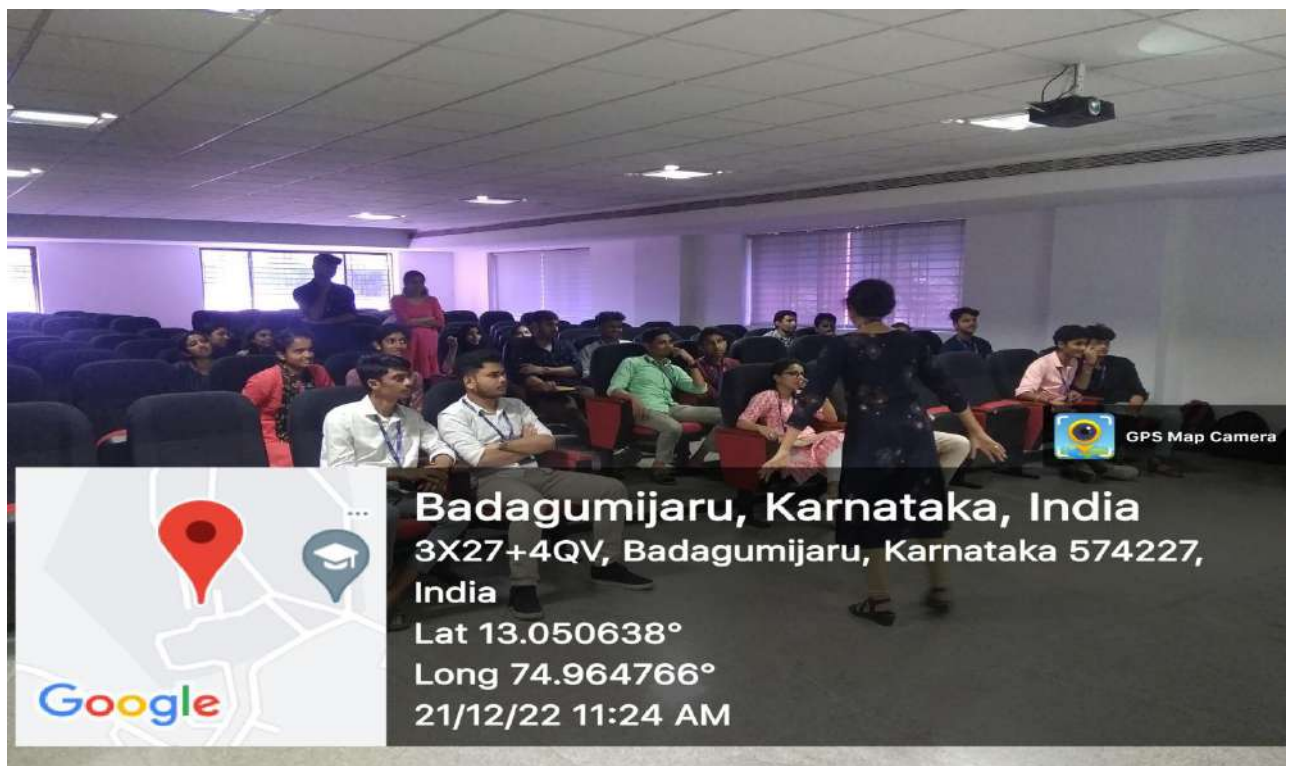 GPS Map Camera
Badagumijaru, Karnataka, India
3X27+4QV, Badagumijaru, Karnataka 574227,
India
Lat 13.050638°
Long 74.964766°
21/12/22 11:24 AM
Google